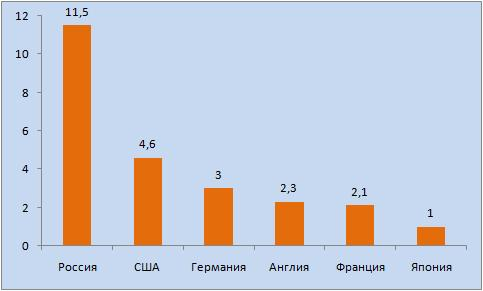 12
10
8
6
4
2
0
11,5
4,6
3
2,3
2,1
1
Россия
США
Германия
Англия
Франция
Япония